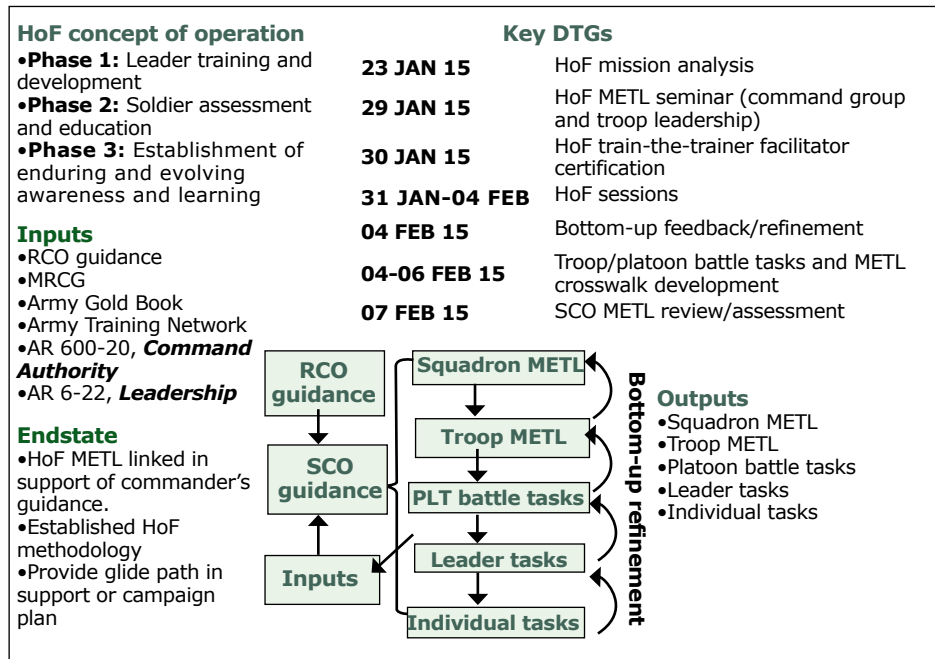 HoF concept of operation
•Phase 1: Leader training and
development
•Phase 2: Soldier assessment
and education
•Phase 3: Establishment of
enduring and evolving
awareness and learning
Inputs
•RCO guidance
•MRCG
•Army Gold Book
•Army Training Network
•AR 600-20, Command
Authority
•AR 6-22, Leadership
Endstate
•HoF METL linked in
support of commander's
guidance.
•Established HoF
methodology
•Provide glide path in
support or campaign
plan
Key DTGs
23 JAN 15 HoF mission analysis
29 JAN 15 HoF METL seminar (command group
and troop leadership)
30 JAN 15 HoF train-the-trainer facilitator
certification
31 JAN-04 FEB HoF sessions
04 FEB 15 Bottom-up feedback/refinement
04-06 FEB 15 Troop/platoon battle tasks and METL
crosswalk development
07 FEB 15 SCO METL review/assessment
RCO
guidance
SCO
guidance
Inputs
Squadron METL
Troop METL
PLT battle tasks
Leader tasks
Individual tasks
Bottom-up refinement
Outputs
•Squadron METL
•Troop METL
•Platoon battle tasks
•Leader tasks
•Individual tasks